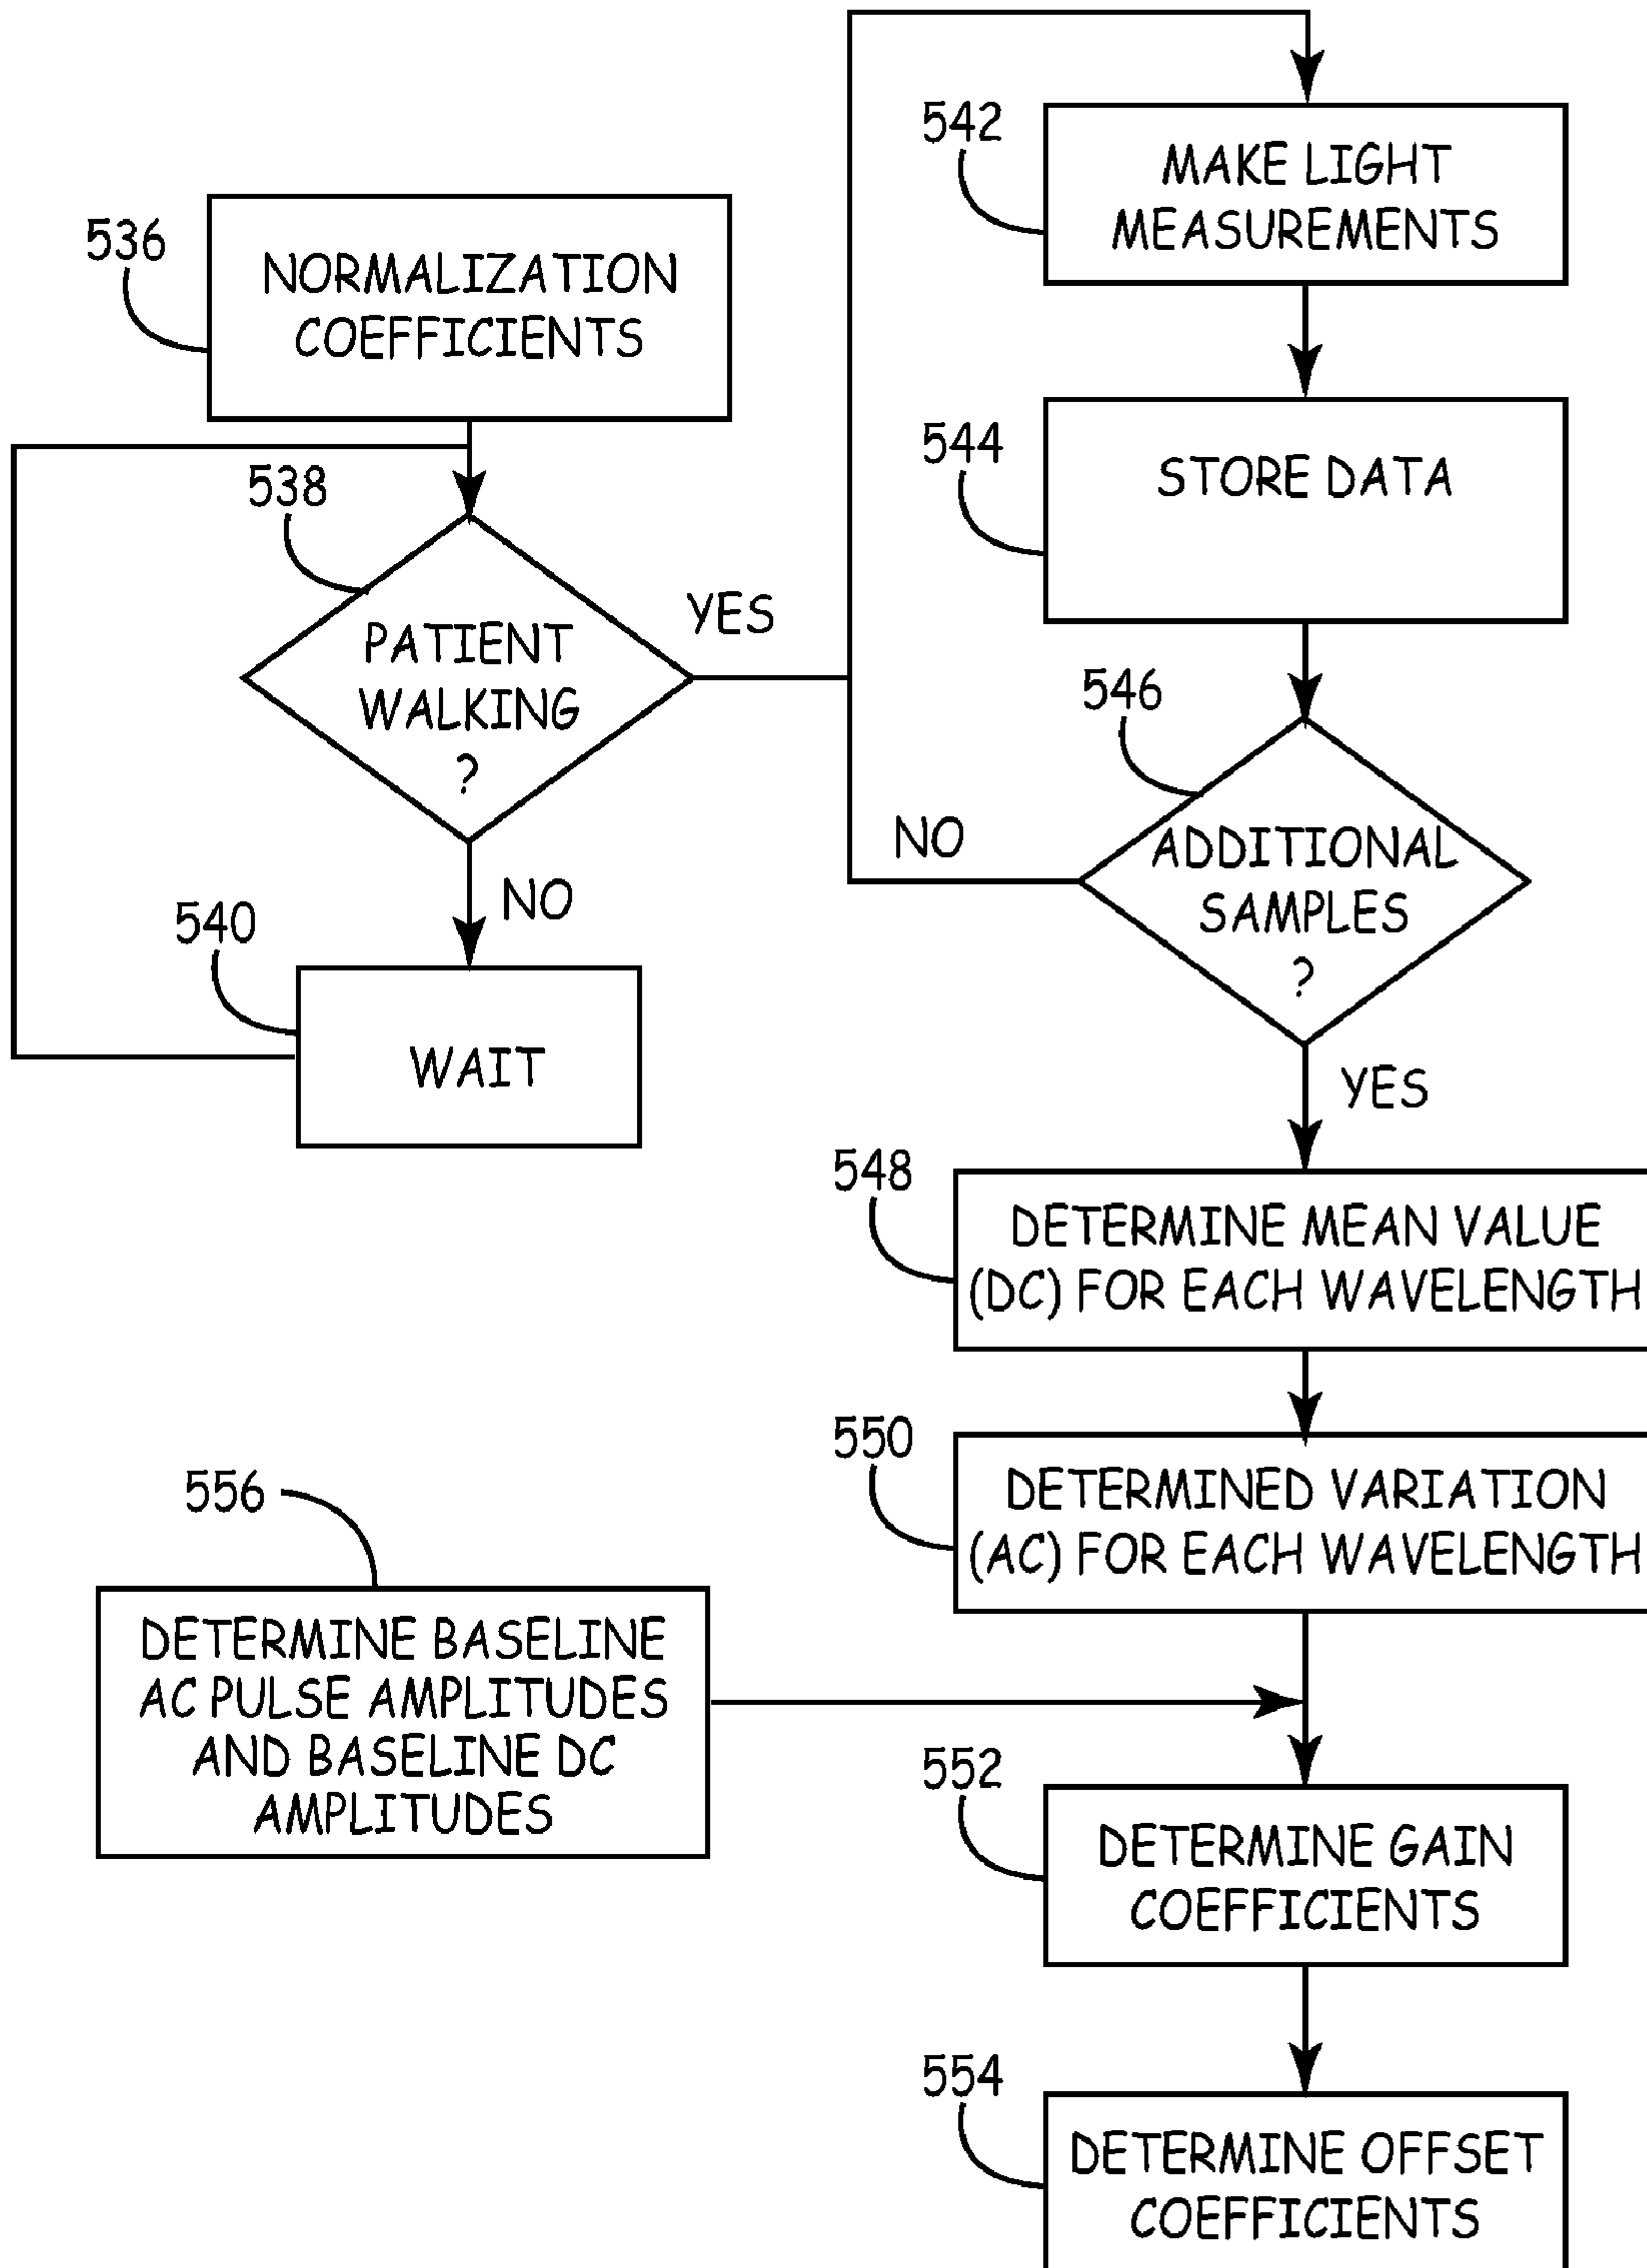 536
NORMALIZATION
COEFFICIENTS
538
PATIENT
WALKING
?
YES
NO
540
WAIT
542
MAKE LIGHT
MEASUREMENTS
544
STORE DATA
546
ADDITIONAL
SAMPLES
?
NO
YES
548
DETERMINE MEAN VALUE
(DC) FOR EACH WAVELENGTH
550
DETERMINED VARIATION
(AC) FOR EACH WAVELENGTH
556
DETERMINE BASELINE
AC PULSE AMPLITUDES
AND BASELINE DC
AMPLITUDES
552
DETERMINE GAIN
COEFFICIENTS
554
DETERMINE OFFSET
COEFFICIENTS